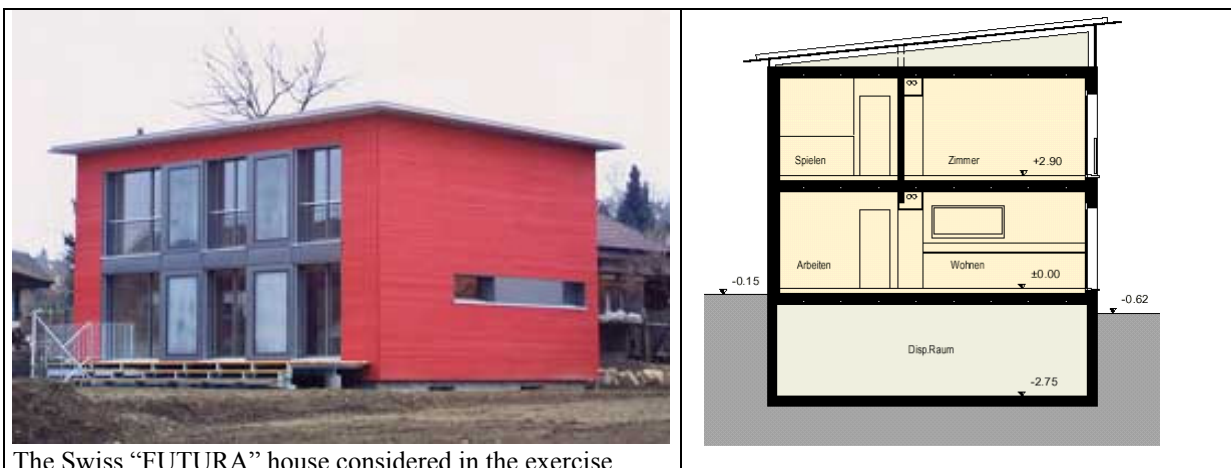 The Swiss “FUTURA” house considered in the exercise
Spielen
Zimmer
+2.90
Arbeiten
Wohnen
±0.00
-0.15
-0.62
Disp.Raum
-2.75